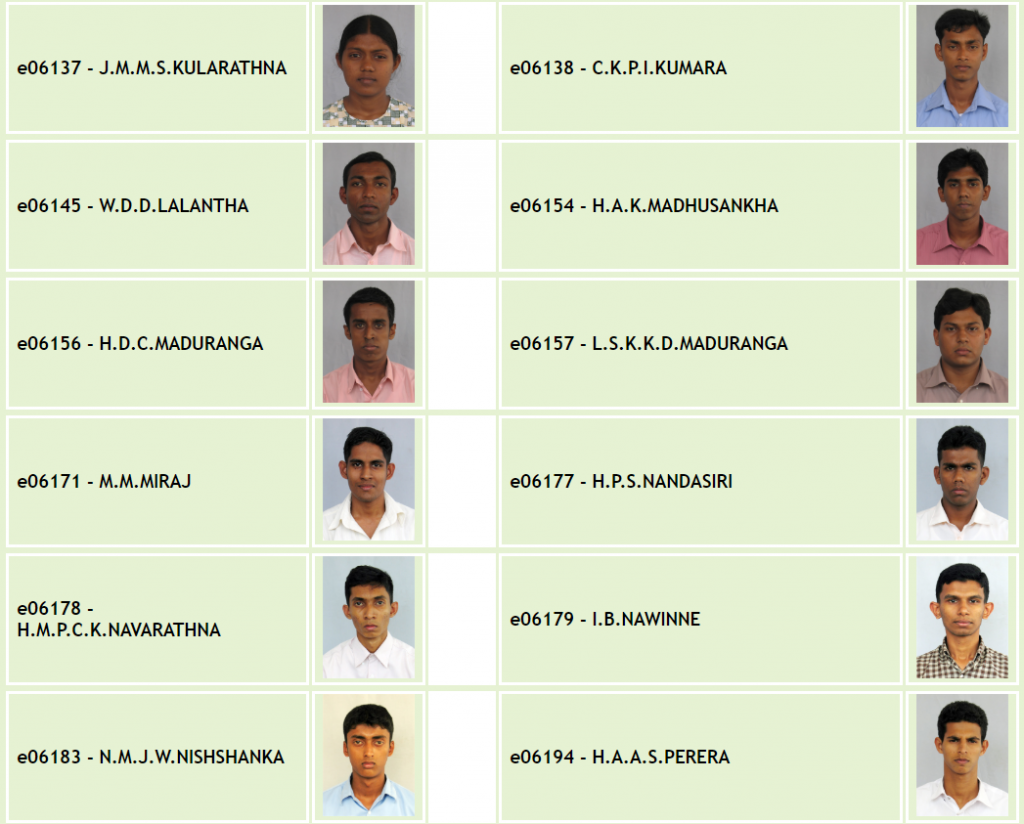 e06137 - J.M.M.S.KULARATHNA
e06138 - C.K.P.I.KUMARA
e06145 - W.D.D.LALANTHA
e06154 - H.A.K.MADHUSANKHA
e06156 - H.D.C.MADURANGA
e06157 - L.S.K.K.D.MADURANGA
e06171 - M.M.MIRAJ
e06177 - H.P.S.NANDASIRI
e06178 -
H.M.P.C.K.NAVARATHNA
e06179 - I.B.NAWINNE
e06183 - N.M.J.W.NISHSHANKA
e06194 - H.A.A.S.PERERA